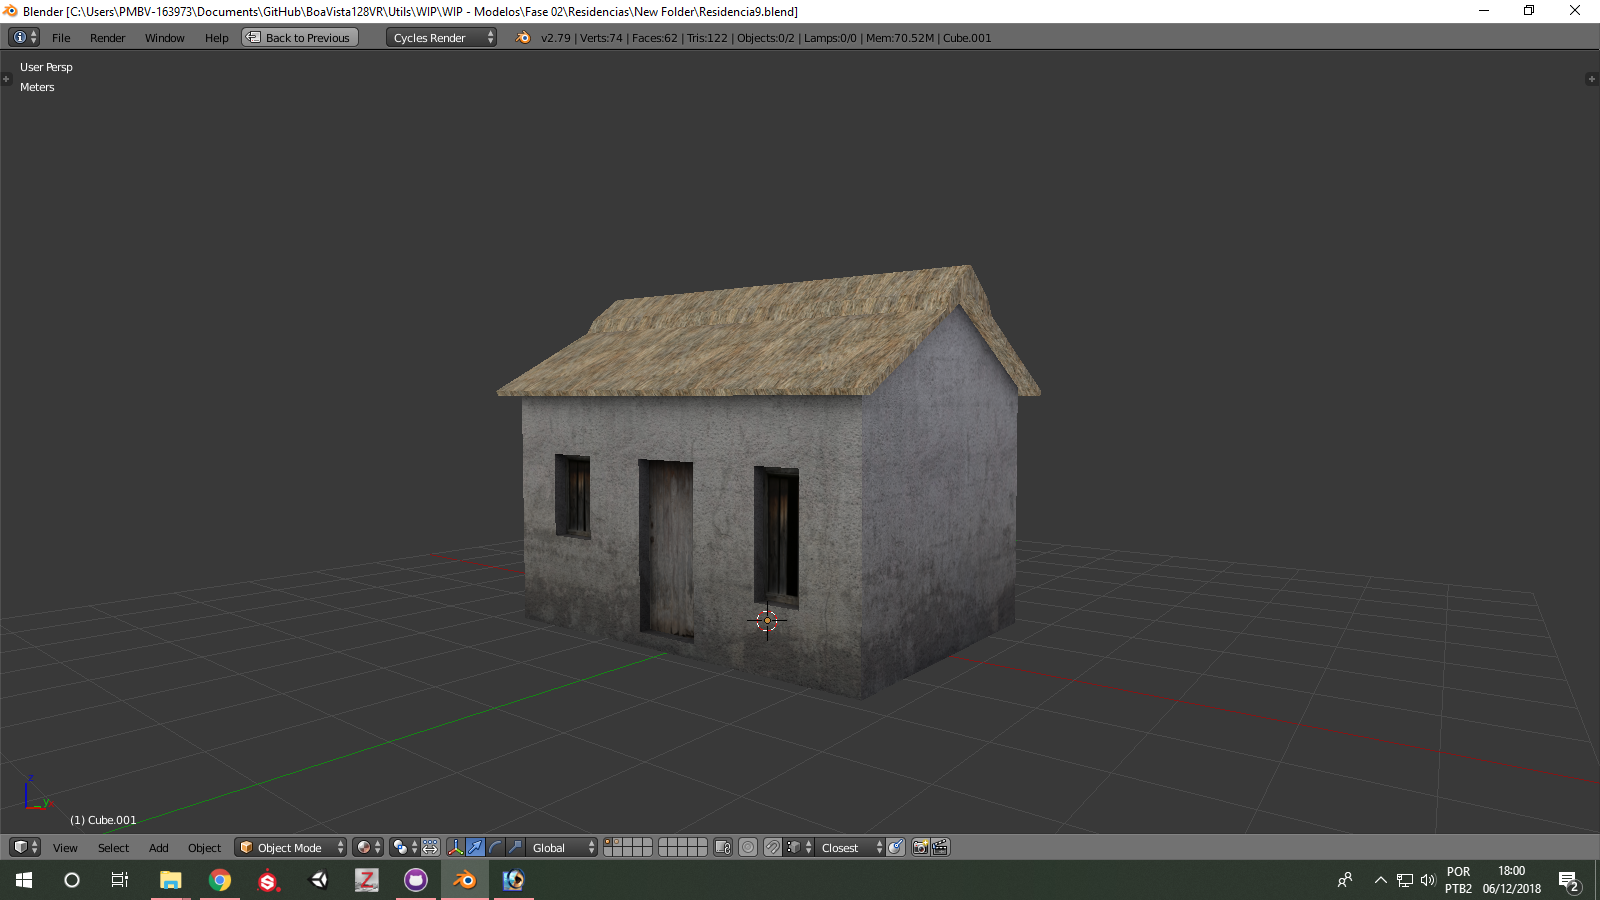 Blender [C:\Users\PMBV-163973\Documents\GitHub\BoaVista128VR\Utils\WIP\WIP - Modelos\Fase 02\Residencias\New Folder\Residencia9.blend]
File Render Window Help Back to Previous Cycles Render v2.79 | Verts:74 | Faces:62 | Tris:122 | Objects:0/2 | Lamps:0/0 | Mem:70.52M | Cube.001
User Persp
Meters
z
y
(1) Cube.001
View Select Add Object Object Mode Global Closest
POR 18:00
PTB2 06/12/2018 2